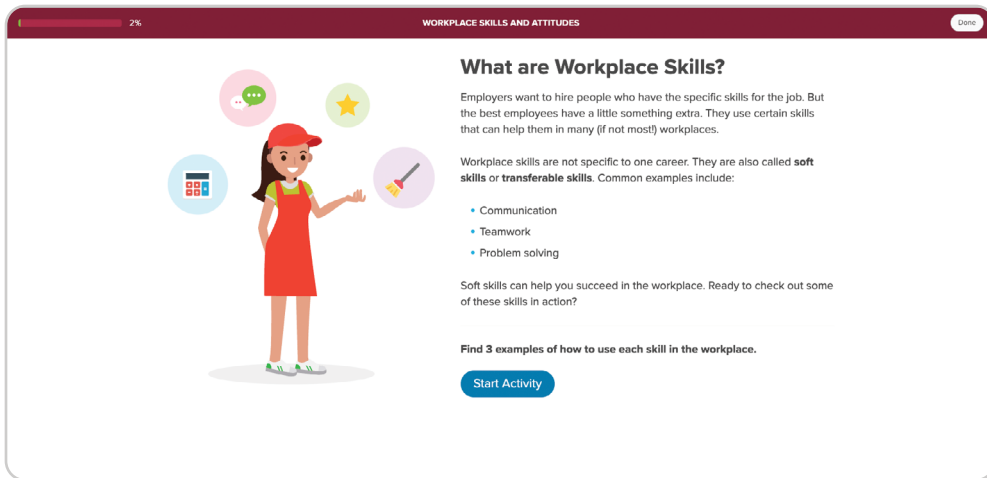 2%
WORKPLACE SKILLS AND ATTITUDES
Done
What are Workplace Skills?
Employers want to hire people who have the specific skills for the job. But
the best employees have a little something extra. They use certain skills
that can help them in many (if not most!) workplaces.
Workplace skills are not specific to one career. They are also called soft
skills or transferable skills. Common examples include:
• Communication
• Teamwork
• Problem solving
Soft skills can help you succeed in the workplace. Ready to check out some
of these skills in action?
Find 3 examples of how to use each skill in the workplace.
Start Activity